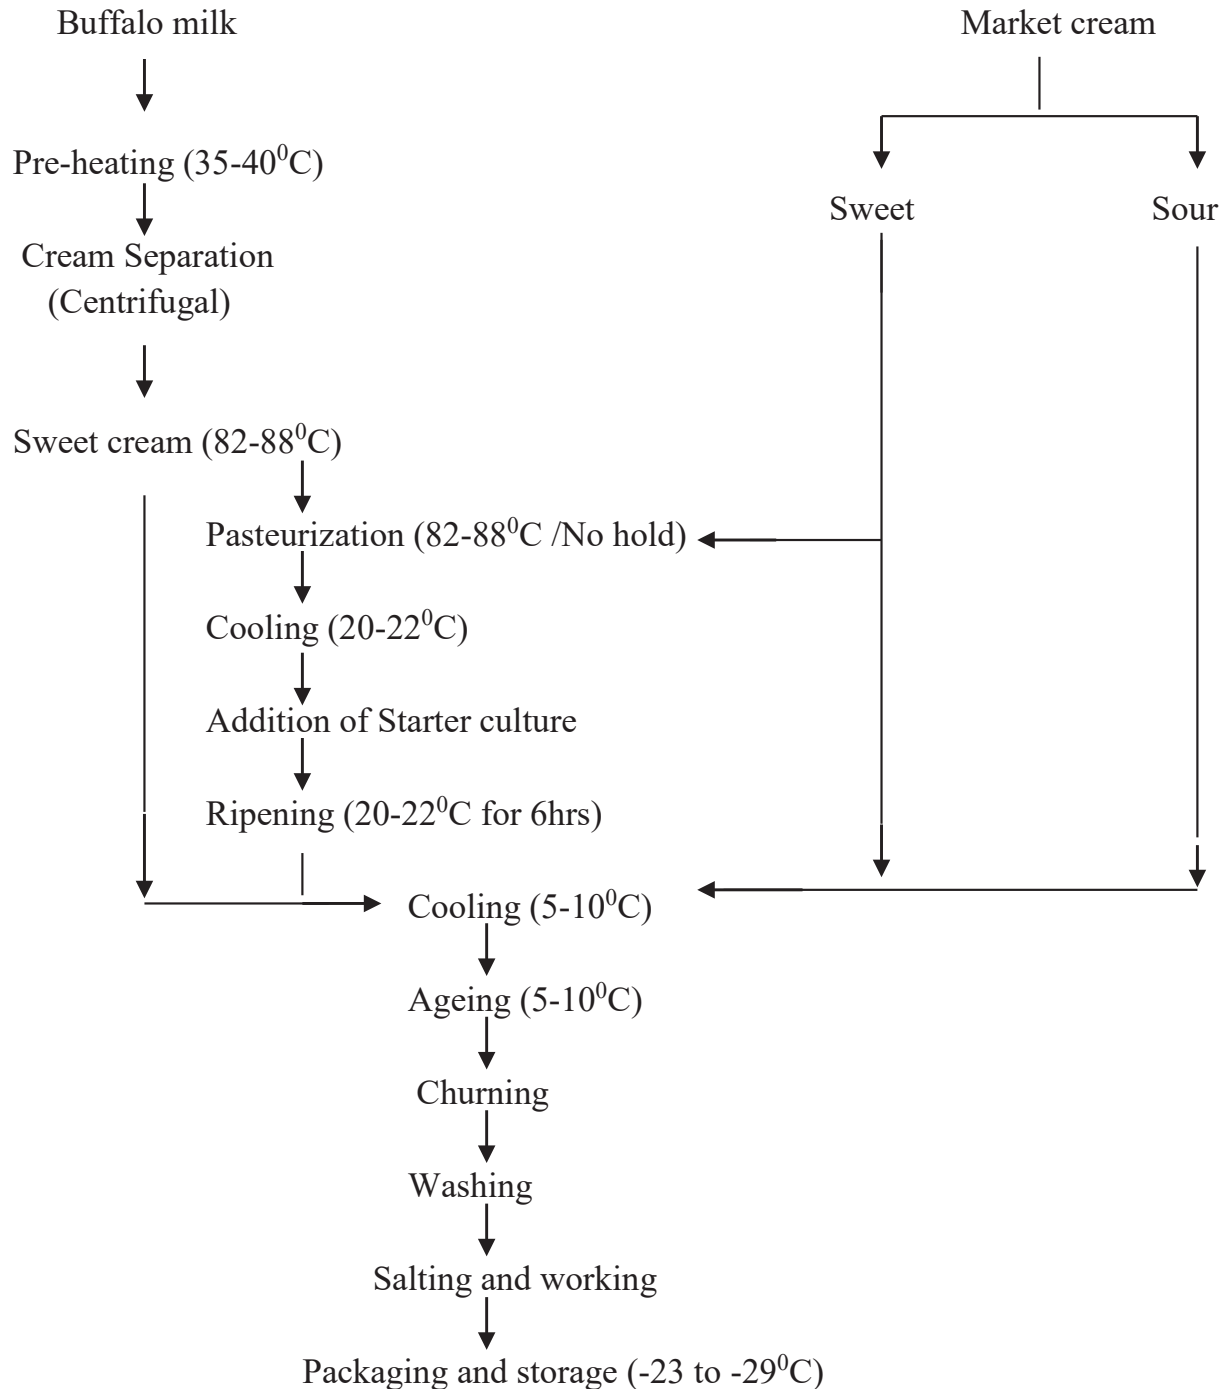 Buffalo milk
Market cream
Pre-heating (35-40⁰C)
Sweet
Sour
Cream Separation
(Centrifugal)
Sweet cream (82-88⁰C)
Pasteurization (82-88⁰C /No hold)
Cooling (20-22⁰C)
Addition of Starter culture
Ripening (20-22⁰C for 6hrs)
Cooling (5-10⁰C)
Ageing (5-10⁰C)
Churning
Washing
Salting and working
Packaging and storage (-23 to -29⁰C)